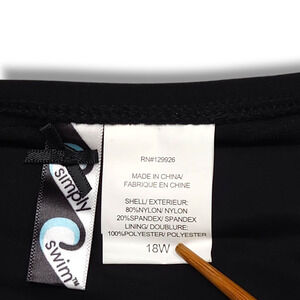 simply
swim™
RN#129926
MADE IN CHINA/
FABRIQUE EN CHINE
SHELL/ EXTERIEUR:
80%NYLON/ NYLON
20%SPANDEX/ SPANDEX
LINING/ DOUBLURE:
100%POLYESTER/ POLYESTER
18W